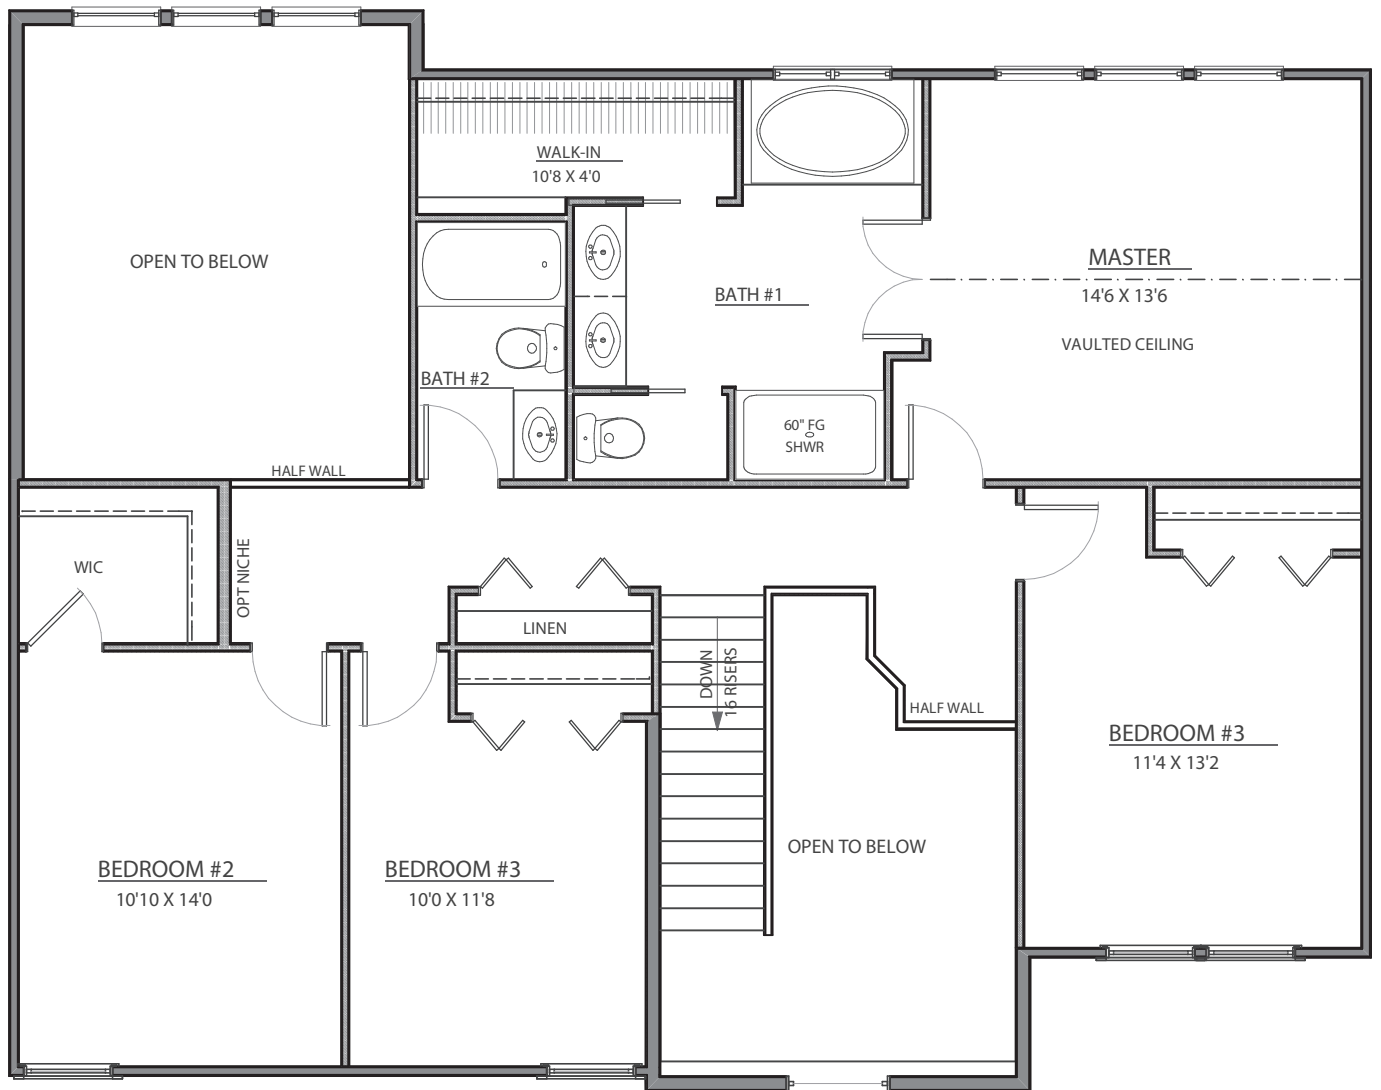 WALK-IN
10'8 X 4'0
OPEN TO BELOW
MASTER
14'6 X 13'6
VAULTED CEILING
BATH #1
BATH #2
60" FG
SHWR
HALF WALL
WIC
OPT NICHE
LINEN
DOWN
16 RISERS
HALF WALL
BEDROOM #3
11'4 X 13'2
OPEN TO BELOW
BEDROOM #2
10'10 X 14'0
BEDROOM #3
10'0 X 11'8